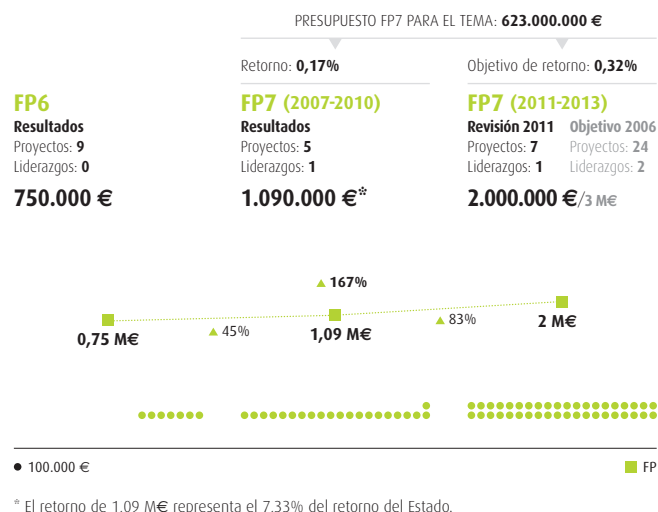 PRESUPUESTO FP7 PARA EL TEMA: 623.000.000 €
Retorno: 0,17%
Objetivo de retorno: 0,32%
FP6
Resultados
Proyectos: 9
Liderazgos: 0
750.000 €
FP7 (2007-2010)
Resultados
Proyectos: 5
Liderazgos: 1
1.090.000 €*
FP7 (2011-2013)
Revisión 2011 Objetivo 2006
Proyectos: 7 Proyectos: 24
Liderazgos: 1 Liderazgos: 2
2.000.000 €/3 M€
▲ 167%
0,75 M€ ▲ 45% 1,09 M€ ▲ 83% 2 M€
● 100.000 € ■ FP
* El retorno de 1,09 M€ representa el 7,33% del retorno del Estado.